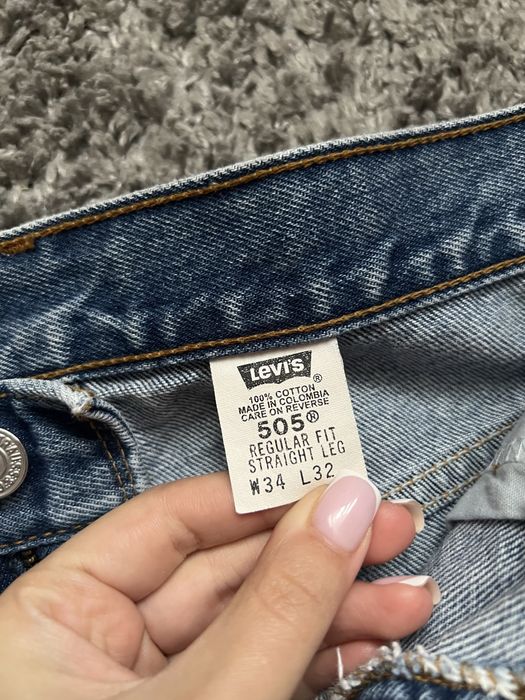 Levi's ®
100% COTTON
MADE IN COLOMBIA
CARE ON REVERSE
505®
REGULAR FIT
STRAIGHT LEG
W34 L32